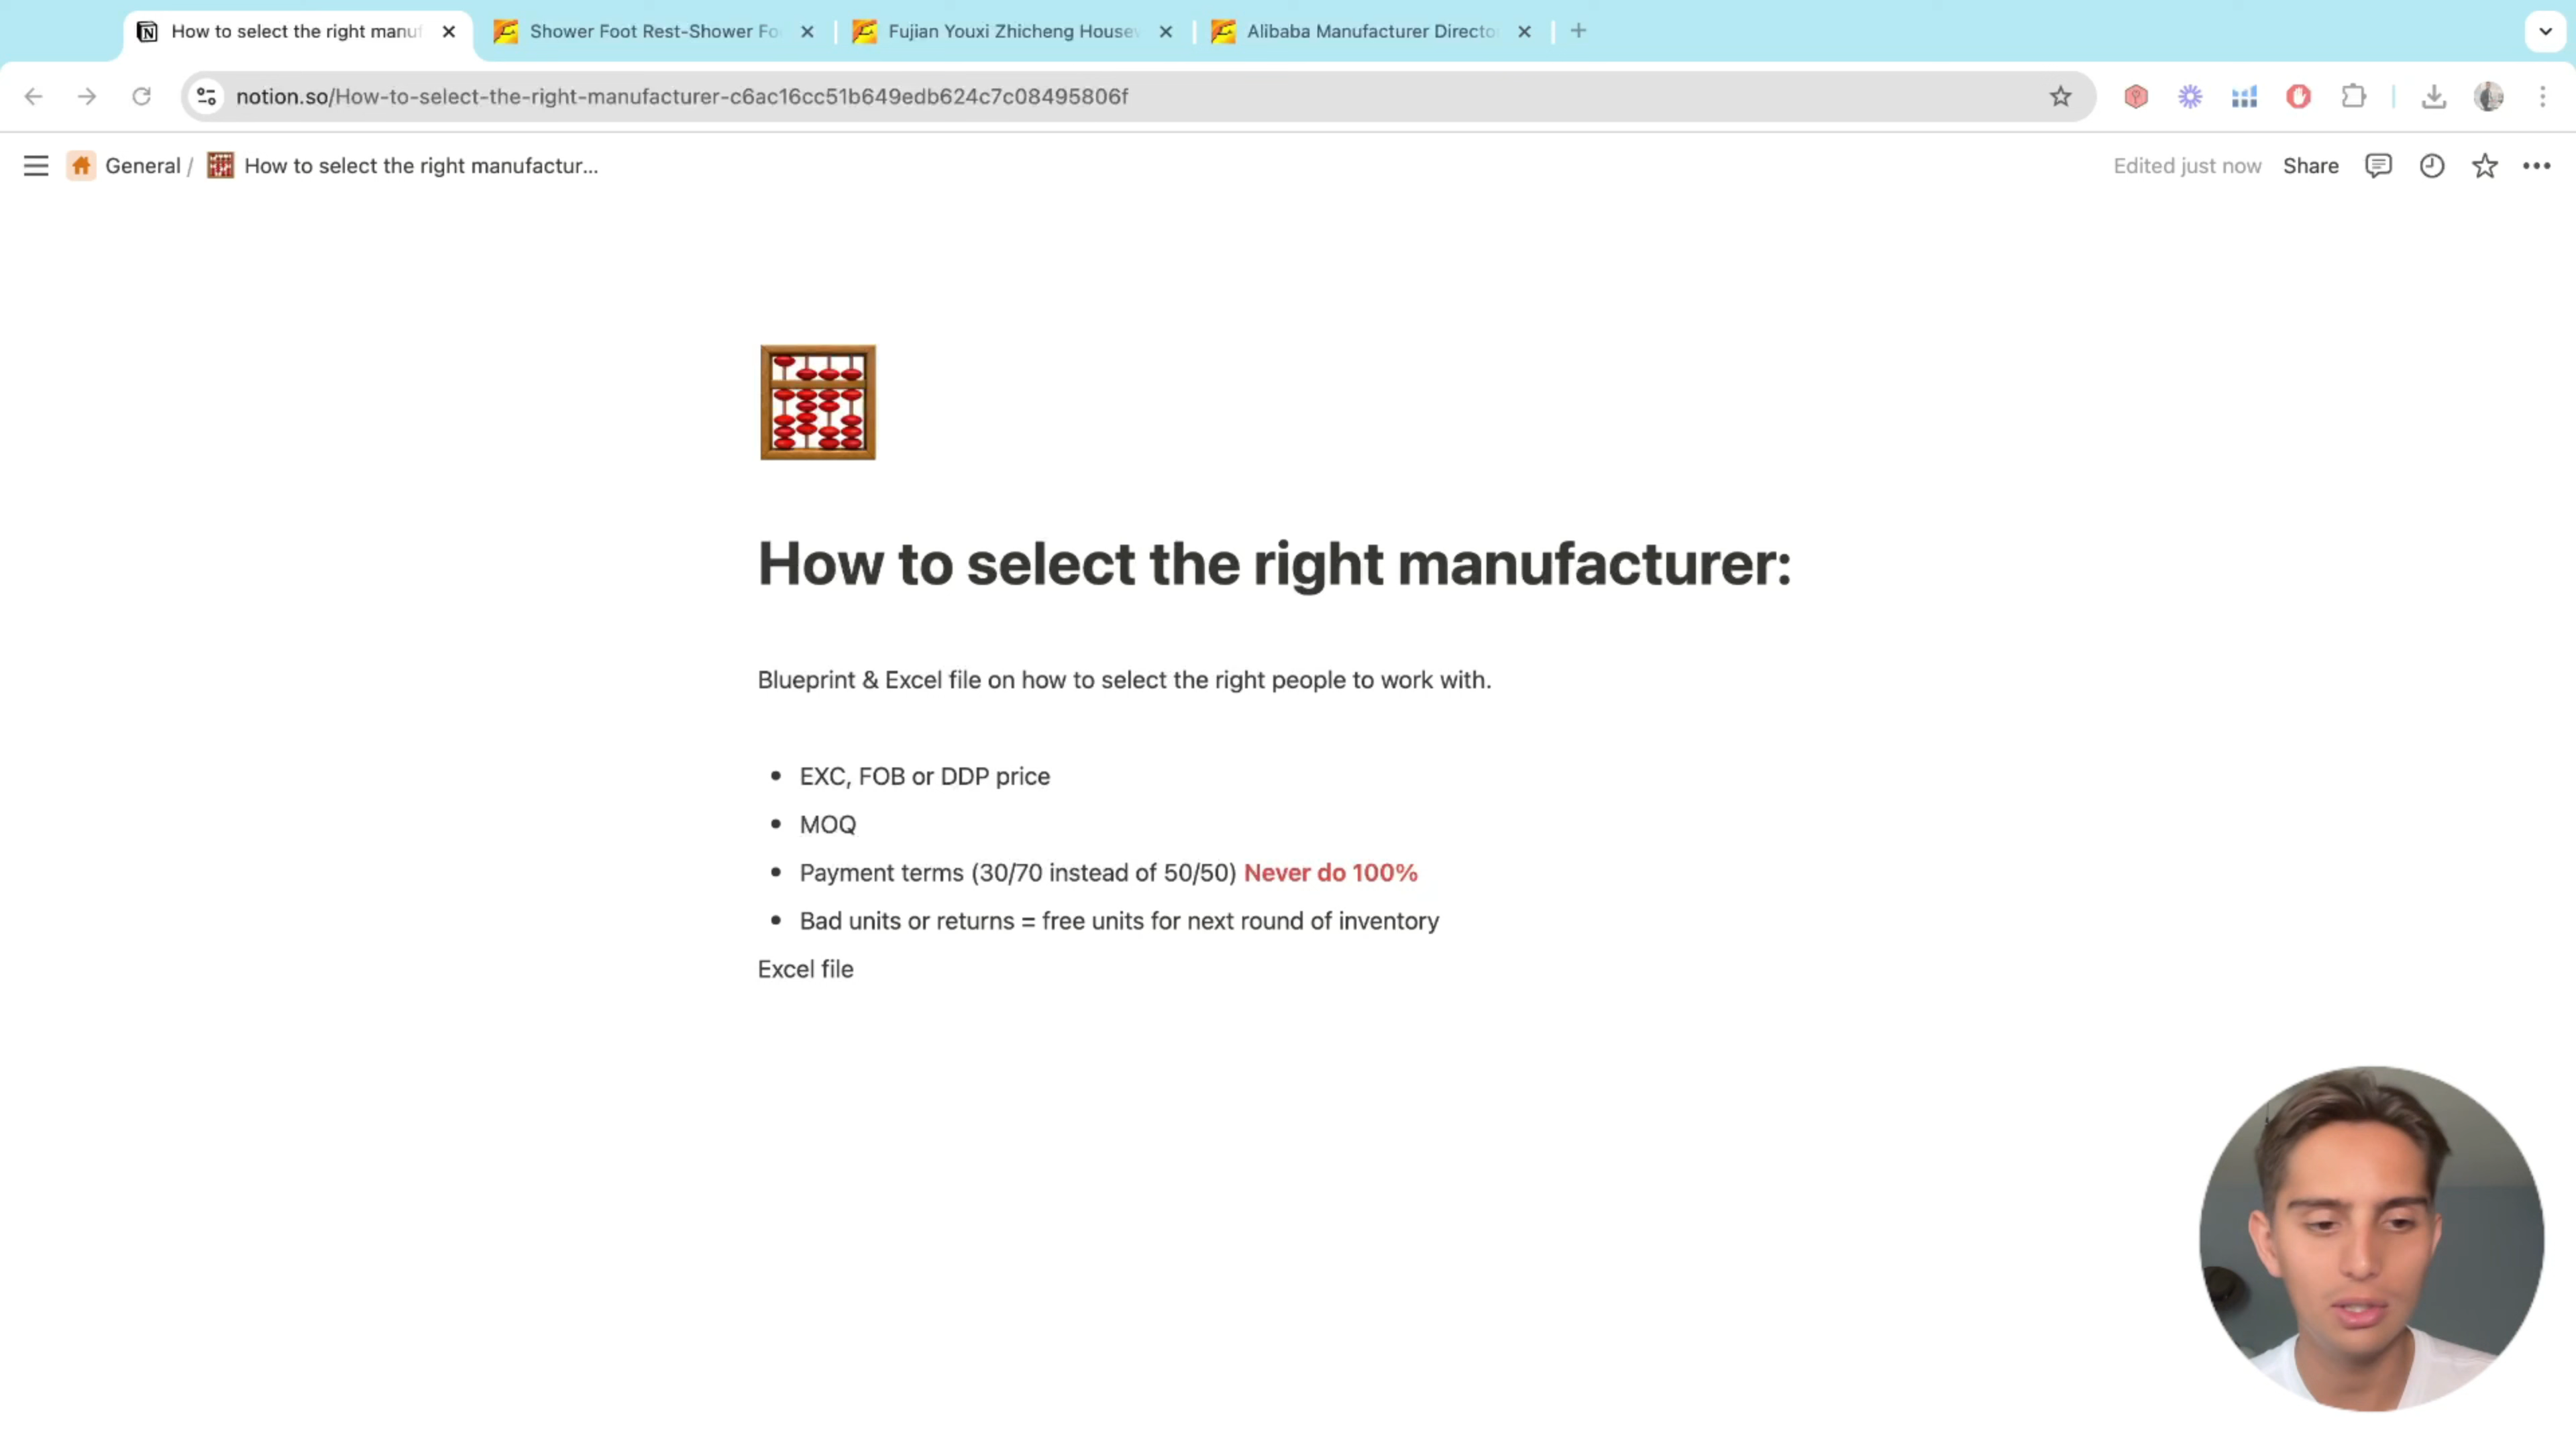 How to select the right manuf
Shower Foot Rest-Shower Fo
Fujian Youxi Zhicheng House
Alibaba Manufacturer Directo
notion.so/How-to-select-the-right-manufacturer-c6ac16cc51b649edb624c7c08495806f
General / How to select the right manufactur...
Edited just now
Share
How to select the right manufacturer:
Blueprint & Excel file on how to select the right people to work with.
• EXC, FOB or DDP price
• MOQ
• Payment terms (30/70 instead of 50/50) Never do 100%
• Bad units or returns = free units for next round of inventory
Excel file